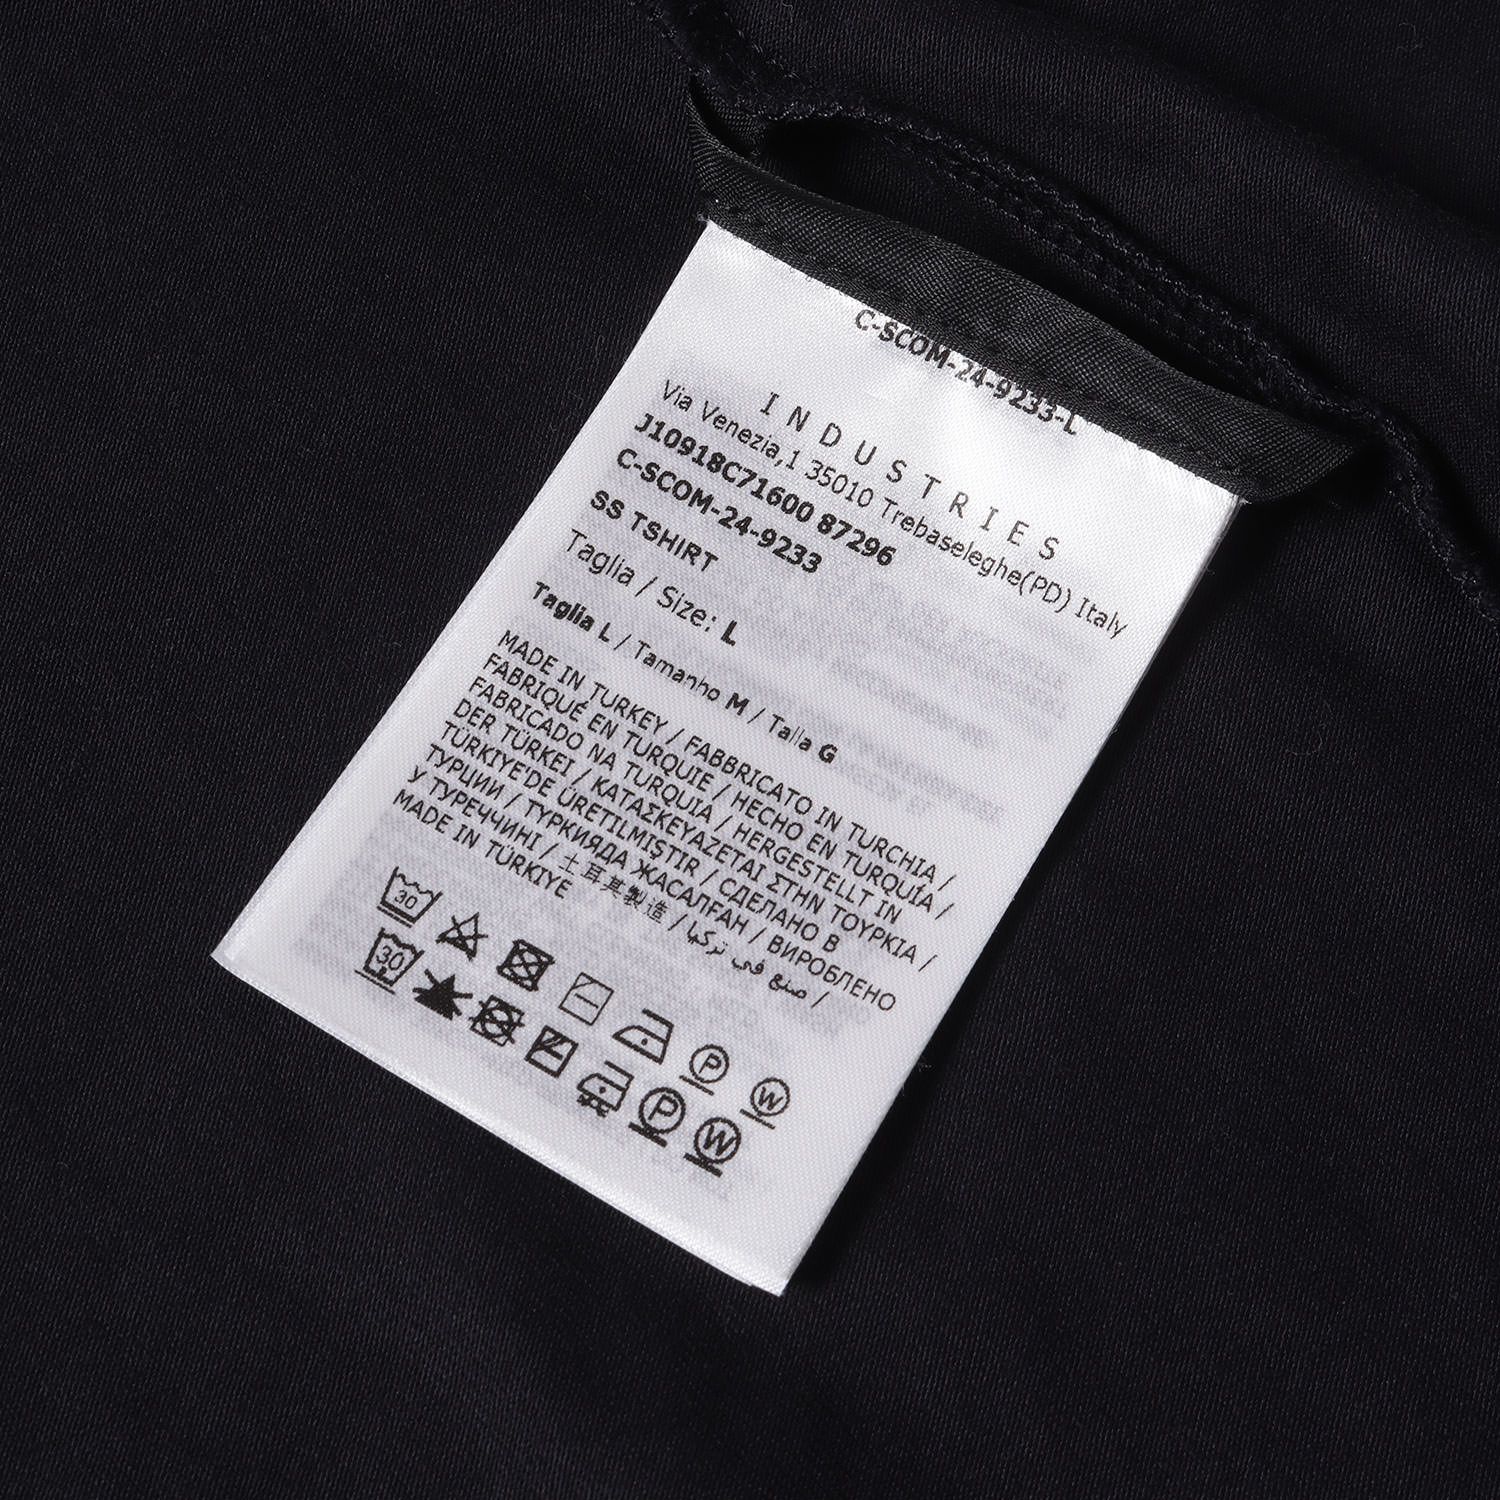 C-SCOM-24-9233-L
INDUSTRIES
Via Venezia,1 35010 Trebaseleghe(PD) Italy
J10918C71600 87296
C-SCOM-24-9233
SS TSHIRT
Taglia / Size: L
Taglia L / Tamanho M / Talla G
MADE IN TURKEY / FABBRICATO IN TURCHIA /
FABRIQUÉ EN TURQUIE / HECHO EN TURQUÍA /
FABRICADO NA TURQUIA / HERGESTELLT IN
DER TÜRKEI / ΚΑΤΑΣΚΕΥΑΖΕΤΑΙ ΣΤΗΝ ΤΟΥΡΚΙΑ /
TÜRKIYE'DE ÜRETILMIŞTIR / СДЕЛАНО В
ТУРЦИИ / ТҮРКИЯДА ЖАСАЛҒАН / ВИРОБЛЕНО
У ТУРЕЧЧИНІ / 土耳其製造 / صنع في تركيا /
MADE IN TÜRKIYE
30 P W
30 P W